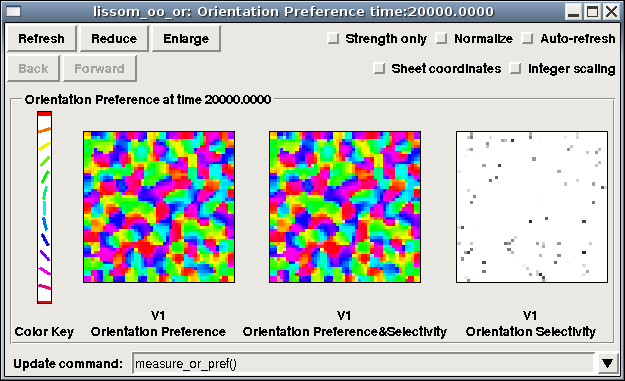 lissom_oo_or: Orientation Preference time:20000.0000
Refresh Reduce Enlarge Strength only Normalize Auto-refresh
Back Forward Sheet coordinates Integer scaling
Orientation Preference at time 20000.0000
V1 V1 V1
Color Key Orientation Preference Orientation Preference&Selectivity Orientation Selectivity
Update command: measure_or_pref()